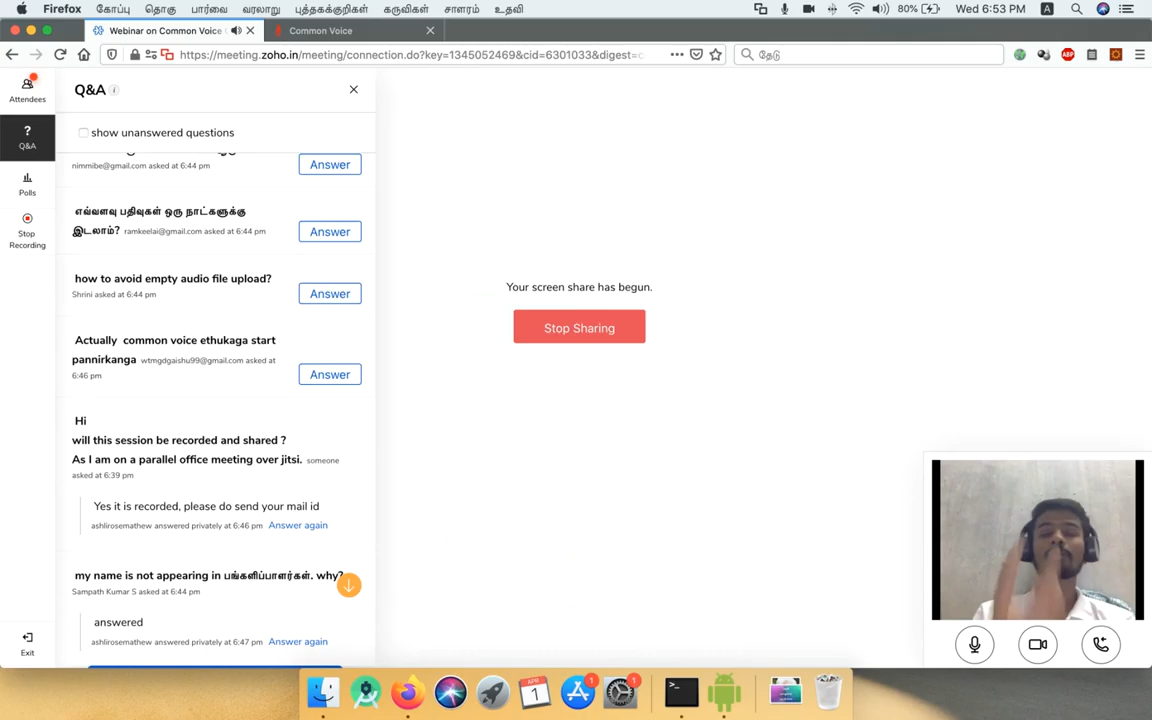 Firefox கோப்பு தொகு பார்வை வரலாறு புத்தகக்குறிகள் கருவிகள் சாளரம் உதவி 80% Wed 6:53 PM A
Webinar on Common Voice
Common Voice
https://meeting.zoho.in/meeting/connection.do?key=1345052469&cid=6301033&digest=c
தேடு
ABP
Attendees
Q&A
show unanswered questions
?
Q&A
nimmibe@gmail.com asked at 6:44 pm
Answer
Polls
எவ்வளவு பதிவுகள் ஒரு நாட்களுக்கு
இடலாம்? ramkeelai@gmail.com asked at 6:44 pm
Answer
Stop
Recording
how to avoid empty audio file upload?
Shrini asked at 6:44 pm
Answer
Your screen share has begun.
Stop Sharing
Actually common voice ethukaga start
pannirkanga wtmgdgaishu99@gmail.com asked at
6:46 pm
Answer
Hi
will this session be recorded and shared ?
As I am on a parallel office meeting over jitsi. someone
asked at 6:39 pm
Yes it is recorded, please do send your mail id
ashlirosemathew answered privately at 6:46 pm Answer again
my name is not appearing in பங்களிப்பாளர்கள். why?
Sampath Kumar S asked at 6:44 pm
answered
ashlirosemathew answered privately at 6:47 pm Answer again
Exit
APR
1
1
1